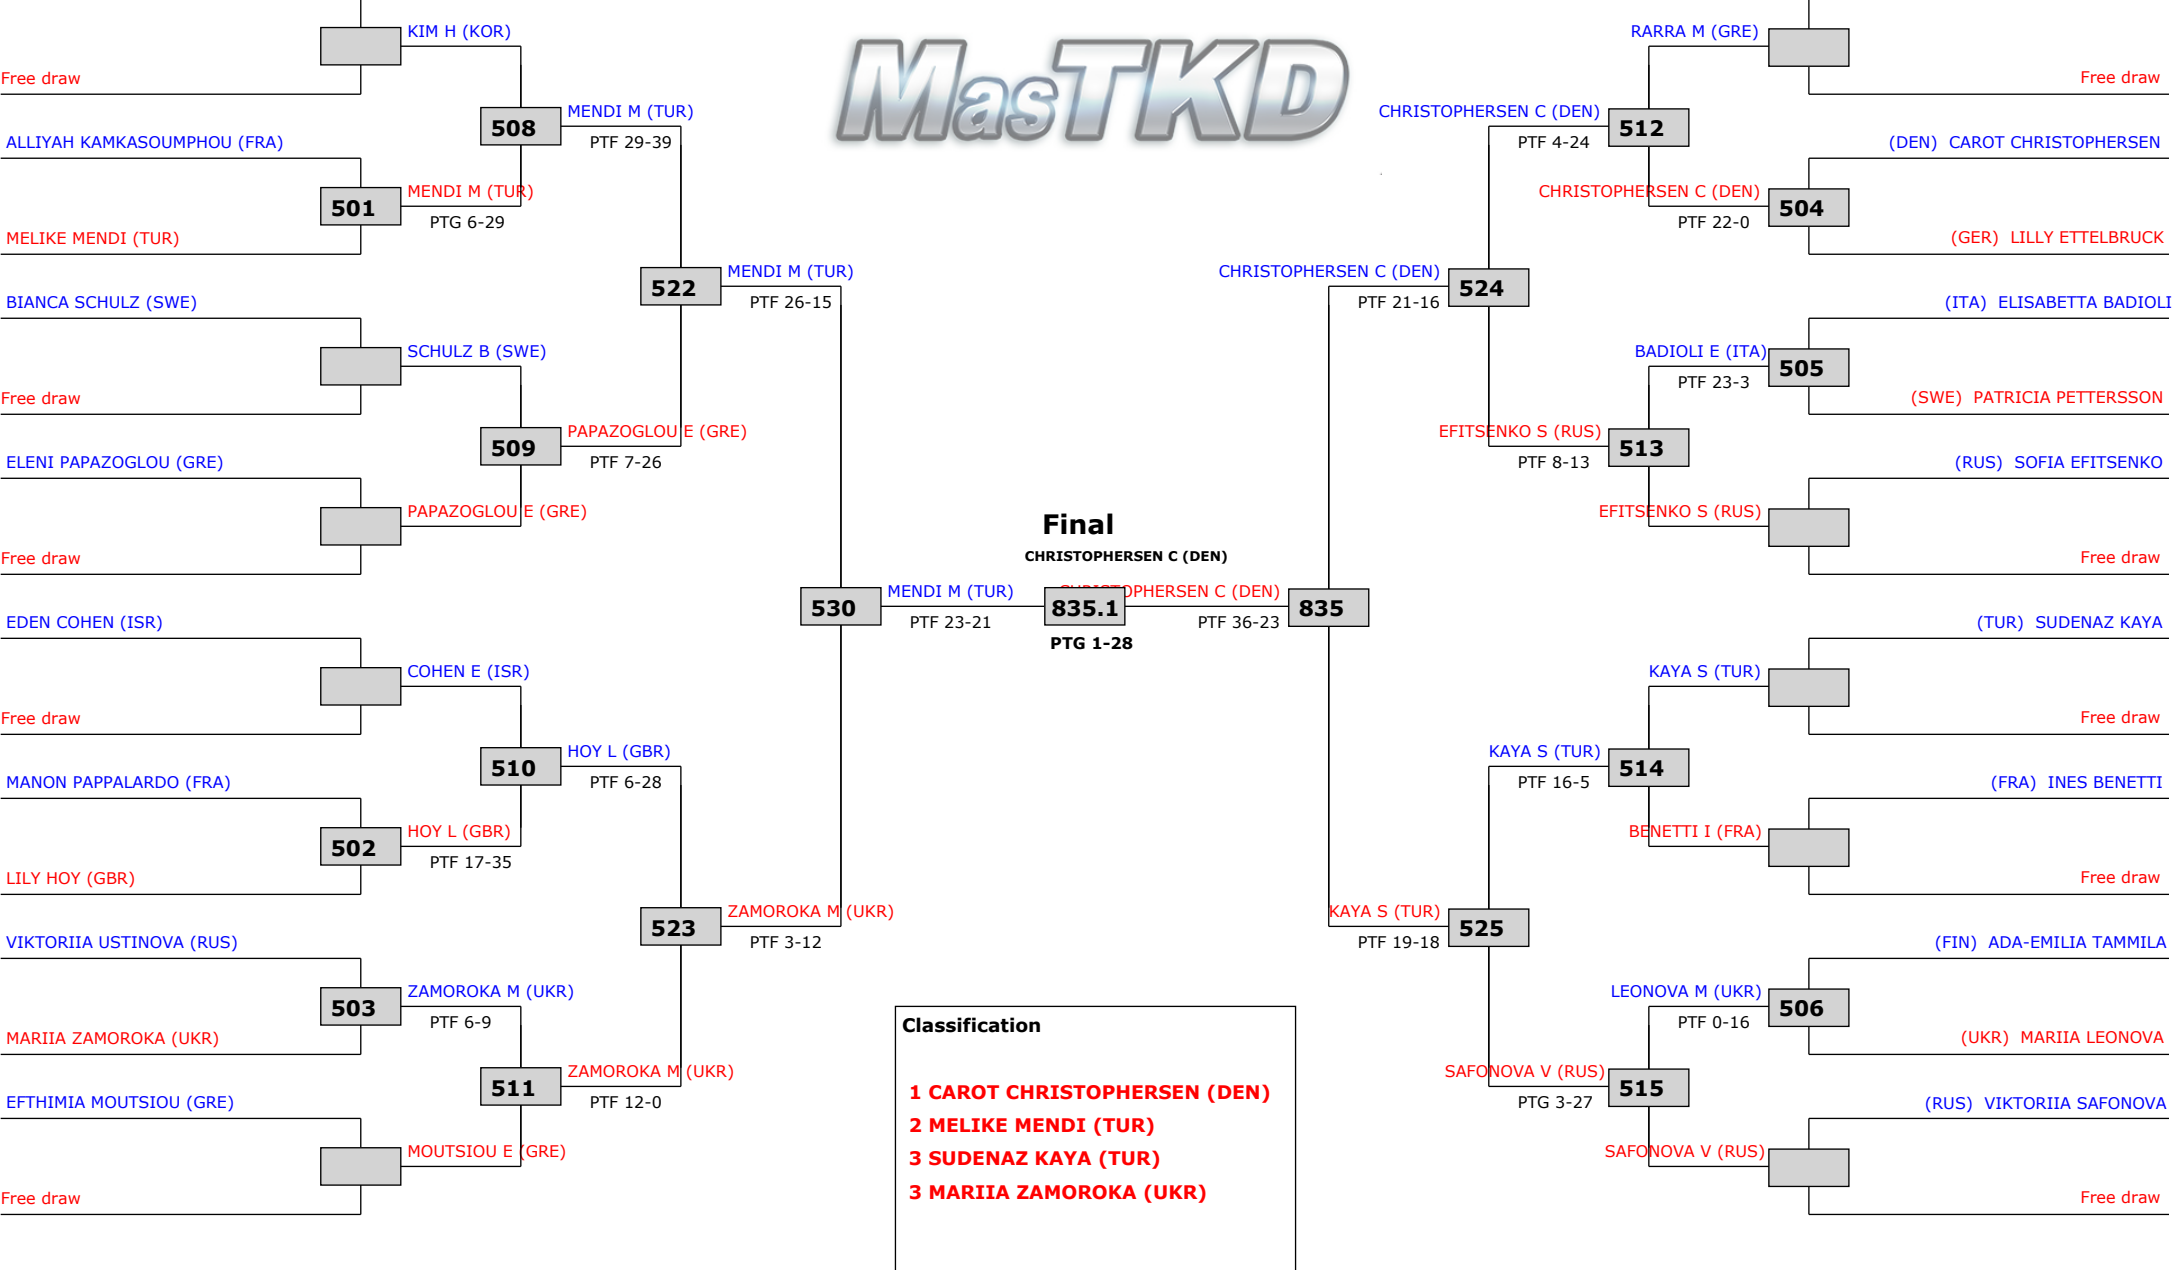 MasTKD
KIM H (KOR)
Free draw
MENDI M (TUR)
508
PTF 29-39
ALLIYAH KAMKASOUMPHOU (FRA)
MENDI M (TUR)
501
PTG 6-29
MELIKE MENDI (TUR)
MENDI M (TUR)
522
PTF 26-15
BIANCA SCHULZ (SWE)
SCHULZ B (SWE)
Free draw
PAPAZOGLOU E (GRE)
509
PTF 7-26
ELENI PAPAZOGLOU (GRE)
PAPAZOGLOU E (GRE)
Free draw
MENDI M (TUR)
530
PTF 23-21
EDEN COHEN (ISR)
COHEN E (ISR)
Free draw
HOY L (GBR)
510
PTF 6-28
MANON PAPPALARDO (FRA)
HOY L (GBR)
502
PTF 17-35
LILY HOY (GBR)
ZAMOROKA M (UKR)
523
PTF 3-12
VIKTORIIA USTINOVA (RUS)
ZAMOROKA M (UKR)
503
PTF 6-9
MARIIA ZAMOROKA (UKR)
ZAMOROKA M (UKR)
511
PTF 12-0
EFTHIMIA MOUTSIOU (GRE)
MOUTSIOU E (GRE)
Free draw
Final
CHRISTOPHERSEN C (DEN)
835.1
PTG 1-28
CHRISTOPHERSEN C (DEN)
835
PTF 36-23
RARRA M (GRE)
Free draw
CHRISTOPHERSEN C (DEN)
512
PTF 4-24
(DEN) CAROT CHRISTOPHERSEN
CHRISTOPHERSEN C (DEN)
504
PTF 22-0
(GER) LILLY ETTELBRUCK
CHRISTOPHERSEN C (DEN)
524
PTF 21-16
(ITA) ELISABETTA BADIOLI
BADIOLI E (ITA)
505
PTF 23-3
(SWE) PATRICIA PETTERSSON
EFITSENKO S (RUS)
513
PTF 8-13
(RUS) SOFIA EFITSENKO
EFITSENKO S (RUS)
Free draw
(TUR) SUDENAZ KAYA
KAYA S (TUR)
Free draw
KAYA S (TUR)
514
PTF 16-5
(FRA) INES BENETTI
BENETTI I (FRA)
Free draw
KAYA S (TUR)
525
PTF 19-18
(FIN) ADA-EMILIA TAMMILA
LEONOVA M (UKR)
506
PTF 0-16
(UKR) MARIIA LEONOVA
SAFONOVA V (RUS)
515
PTG 3-27
(RUS) VIKTORIIA SAFONOVA
SAFONOVA V (RUS)
Free draw
Classification
1 CAROT CHRISTOPHERSEN (DEN)
2 MELIKE MENDI (TUR)
3 SUDENAZ KAYA (TUR)
3 MARIIA ZAMOROKA (UKR)